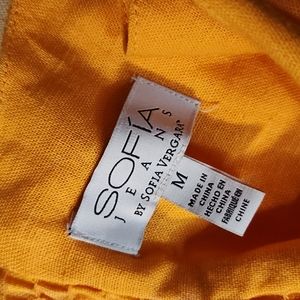 SOFÍA
JEANS
BY SOFIA VERGARA
M
MADE IN
CHINA
HECHO EN
CHINA
FABRIQUÉ EN
CHINE